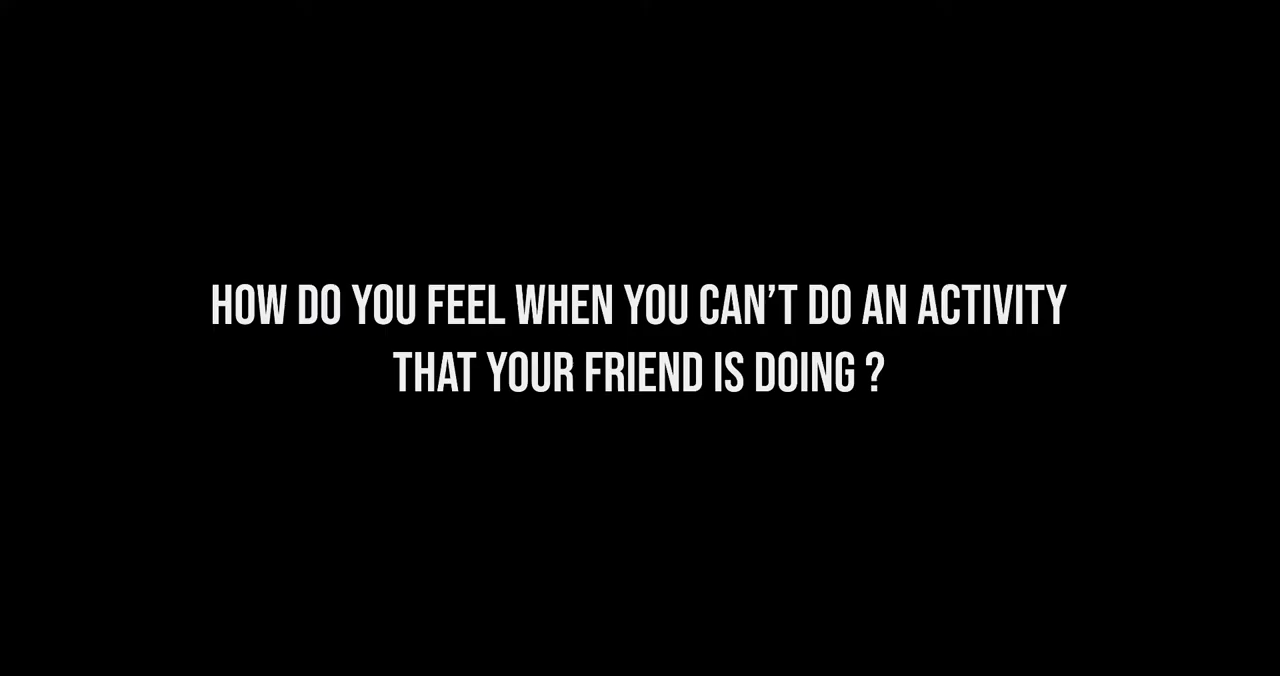 HOW DO YOU FEEL WHEN YOU CAN’T DO AN ACTIVITY
THAT YOUR FRIEND IS DOING ?